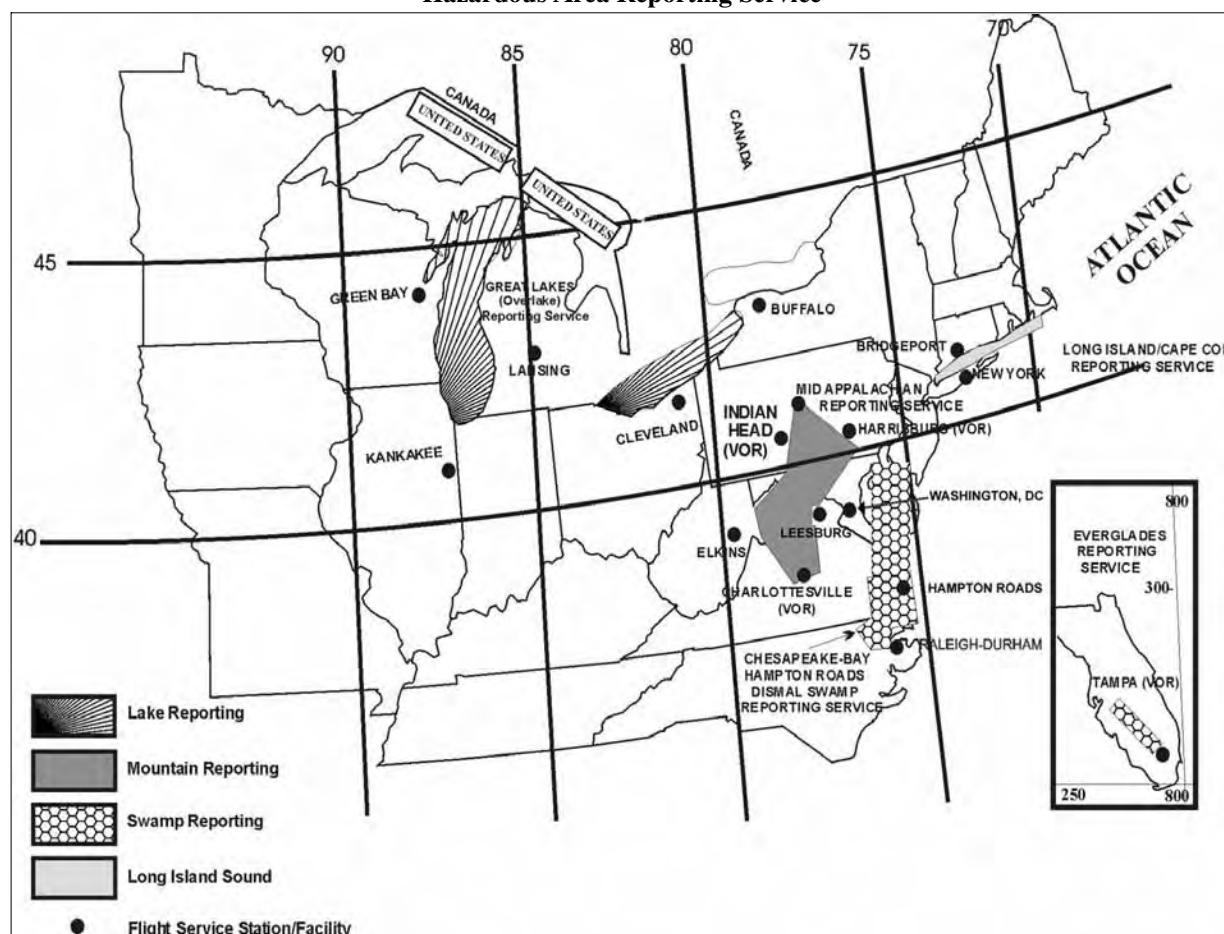 Hazardous Area Reporting Service
90
85
80
75
70
CANADA
UNITED STATES
CANADA
UNITED STATES
ATLANTIC
OCEAN
45
GREEN BAY
GREAT LAKES
(Overlake)
Reporting Service
LANSING
BUFFALO
BRIDGEPORT
NEW YORK
LONG ISLAND/CAPE COD
REPORTING SERVICE
MID APPALACHIAN
REPORTING SERVICE
INDIAN
HEAD
(VOR)
HARRISBURG (VOR)
CLEVELAND
KANKAKEE
WASHINGTON, DC
40
LEESBURG
ELKINS
CHARLOTTESVILLE
(VOR)
HAMPTON ROADS
RALEIGH-DURHAM
CHESAPEAKE-BAY
HAMPTON ROADS
DISMAL SWAMP
REPORTING SERVICE
800
EVERGLADES
REPORTING
SERVICE
300-
TAMPA (VOR)
250
800
Lake Reporting
Mountain Reporting
Swamp Reporting
Long Island Sound
Flight Service Station/Facility